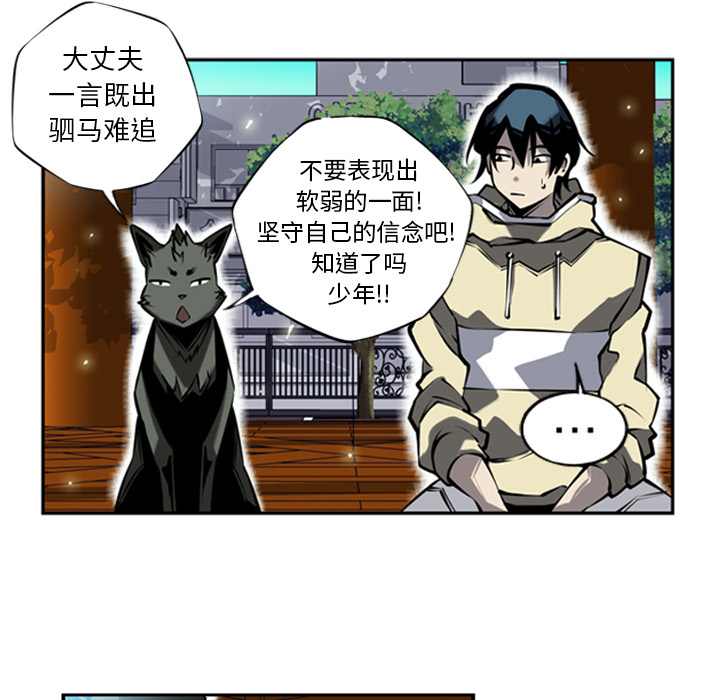 大丈夫
一言既出
驷马难追
不要表现出
软弱的一面!
坚守自己的信念吧!
知道了吗
少年!!
...